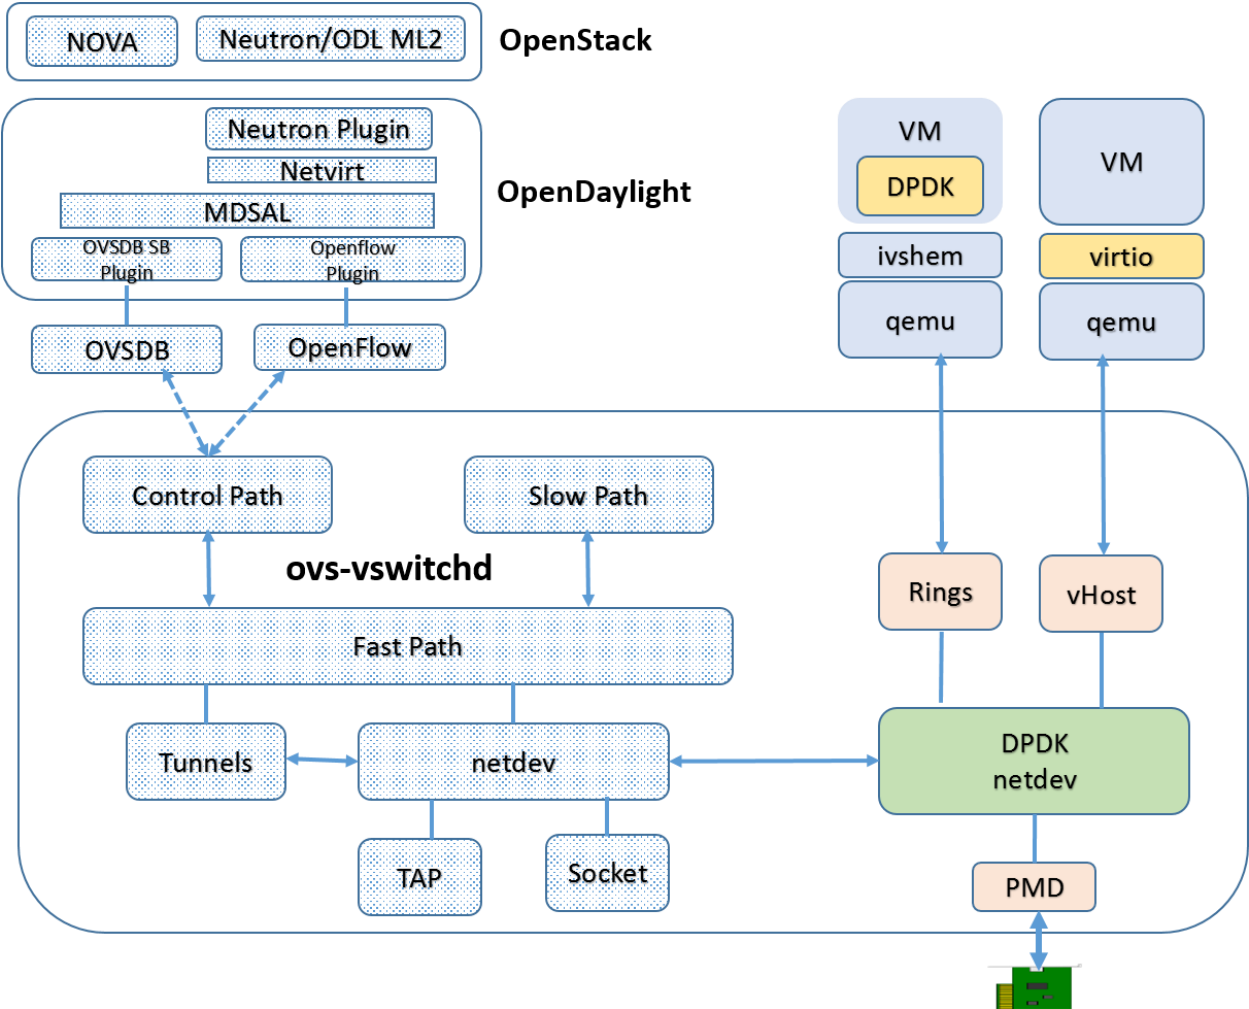 NOVA
Neutron/ODL ML2
OpenStack
Neutron Plugin
Netvirt
MDSAL
OVSDB SB
Plugin
Openflow
Plugin
OpenDaylight
OVSDB
OpenFlow
VM
DPDK
ivshem
qemu
VM
virtio
qemu
Control Path
Slow Path
ovs-vswitchd
Rings
vHost
Fast Path
Tunnels
netdev
DPDK
netdev
TAP
Socket
PMD